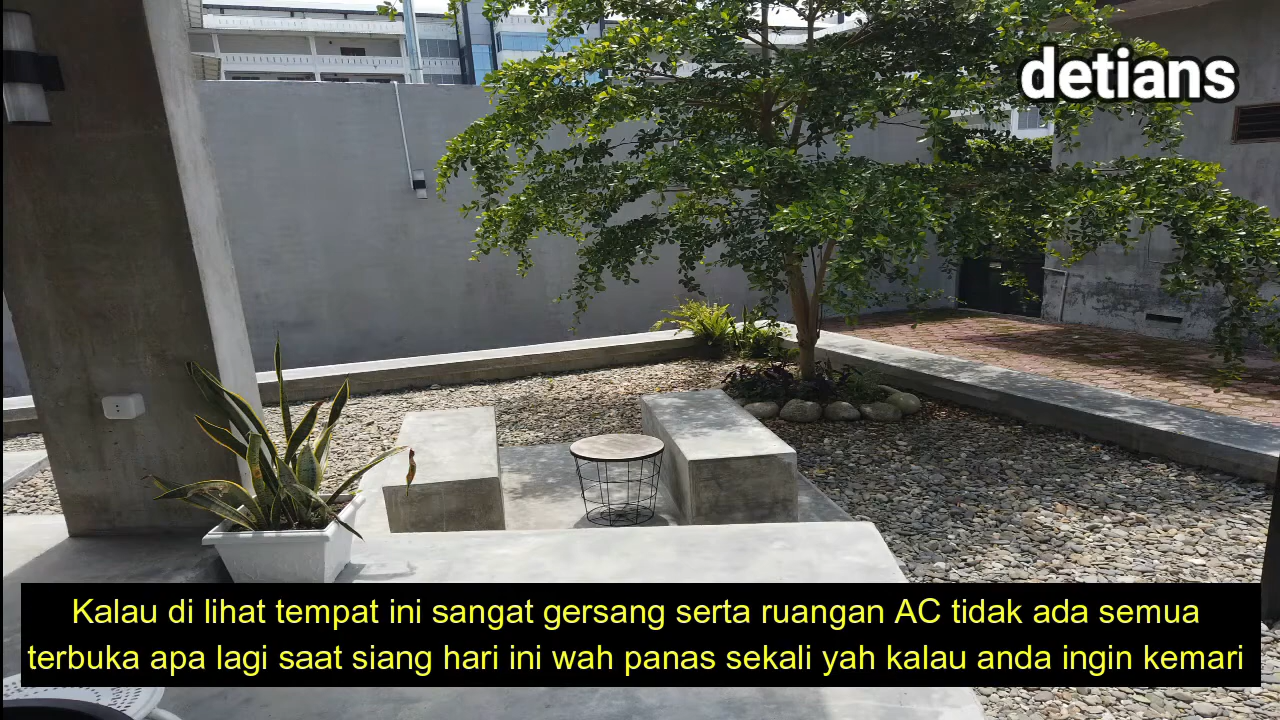 detians
Kalau di lihat tempat ini sangat gersang serta ruangan AC tidak ada semua
terbuka apa lagi saat siang hari ini wah panas sekali yah kalau anda ingin kemari